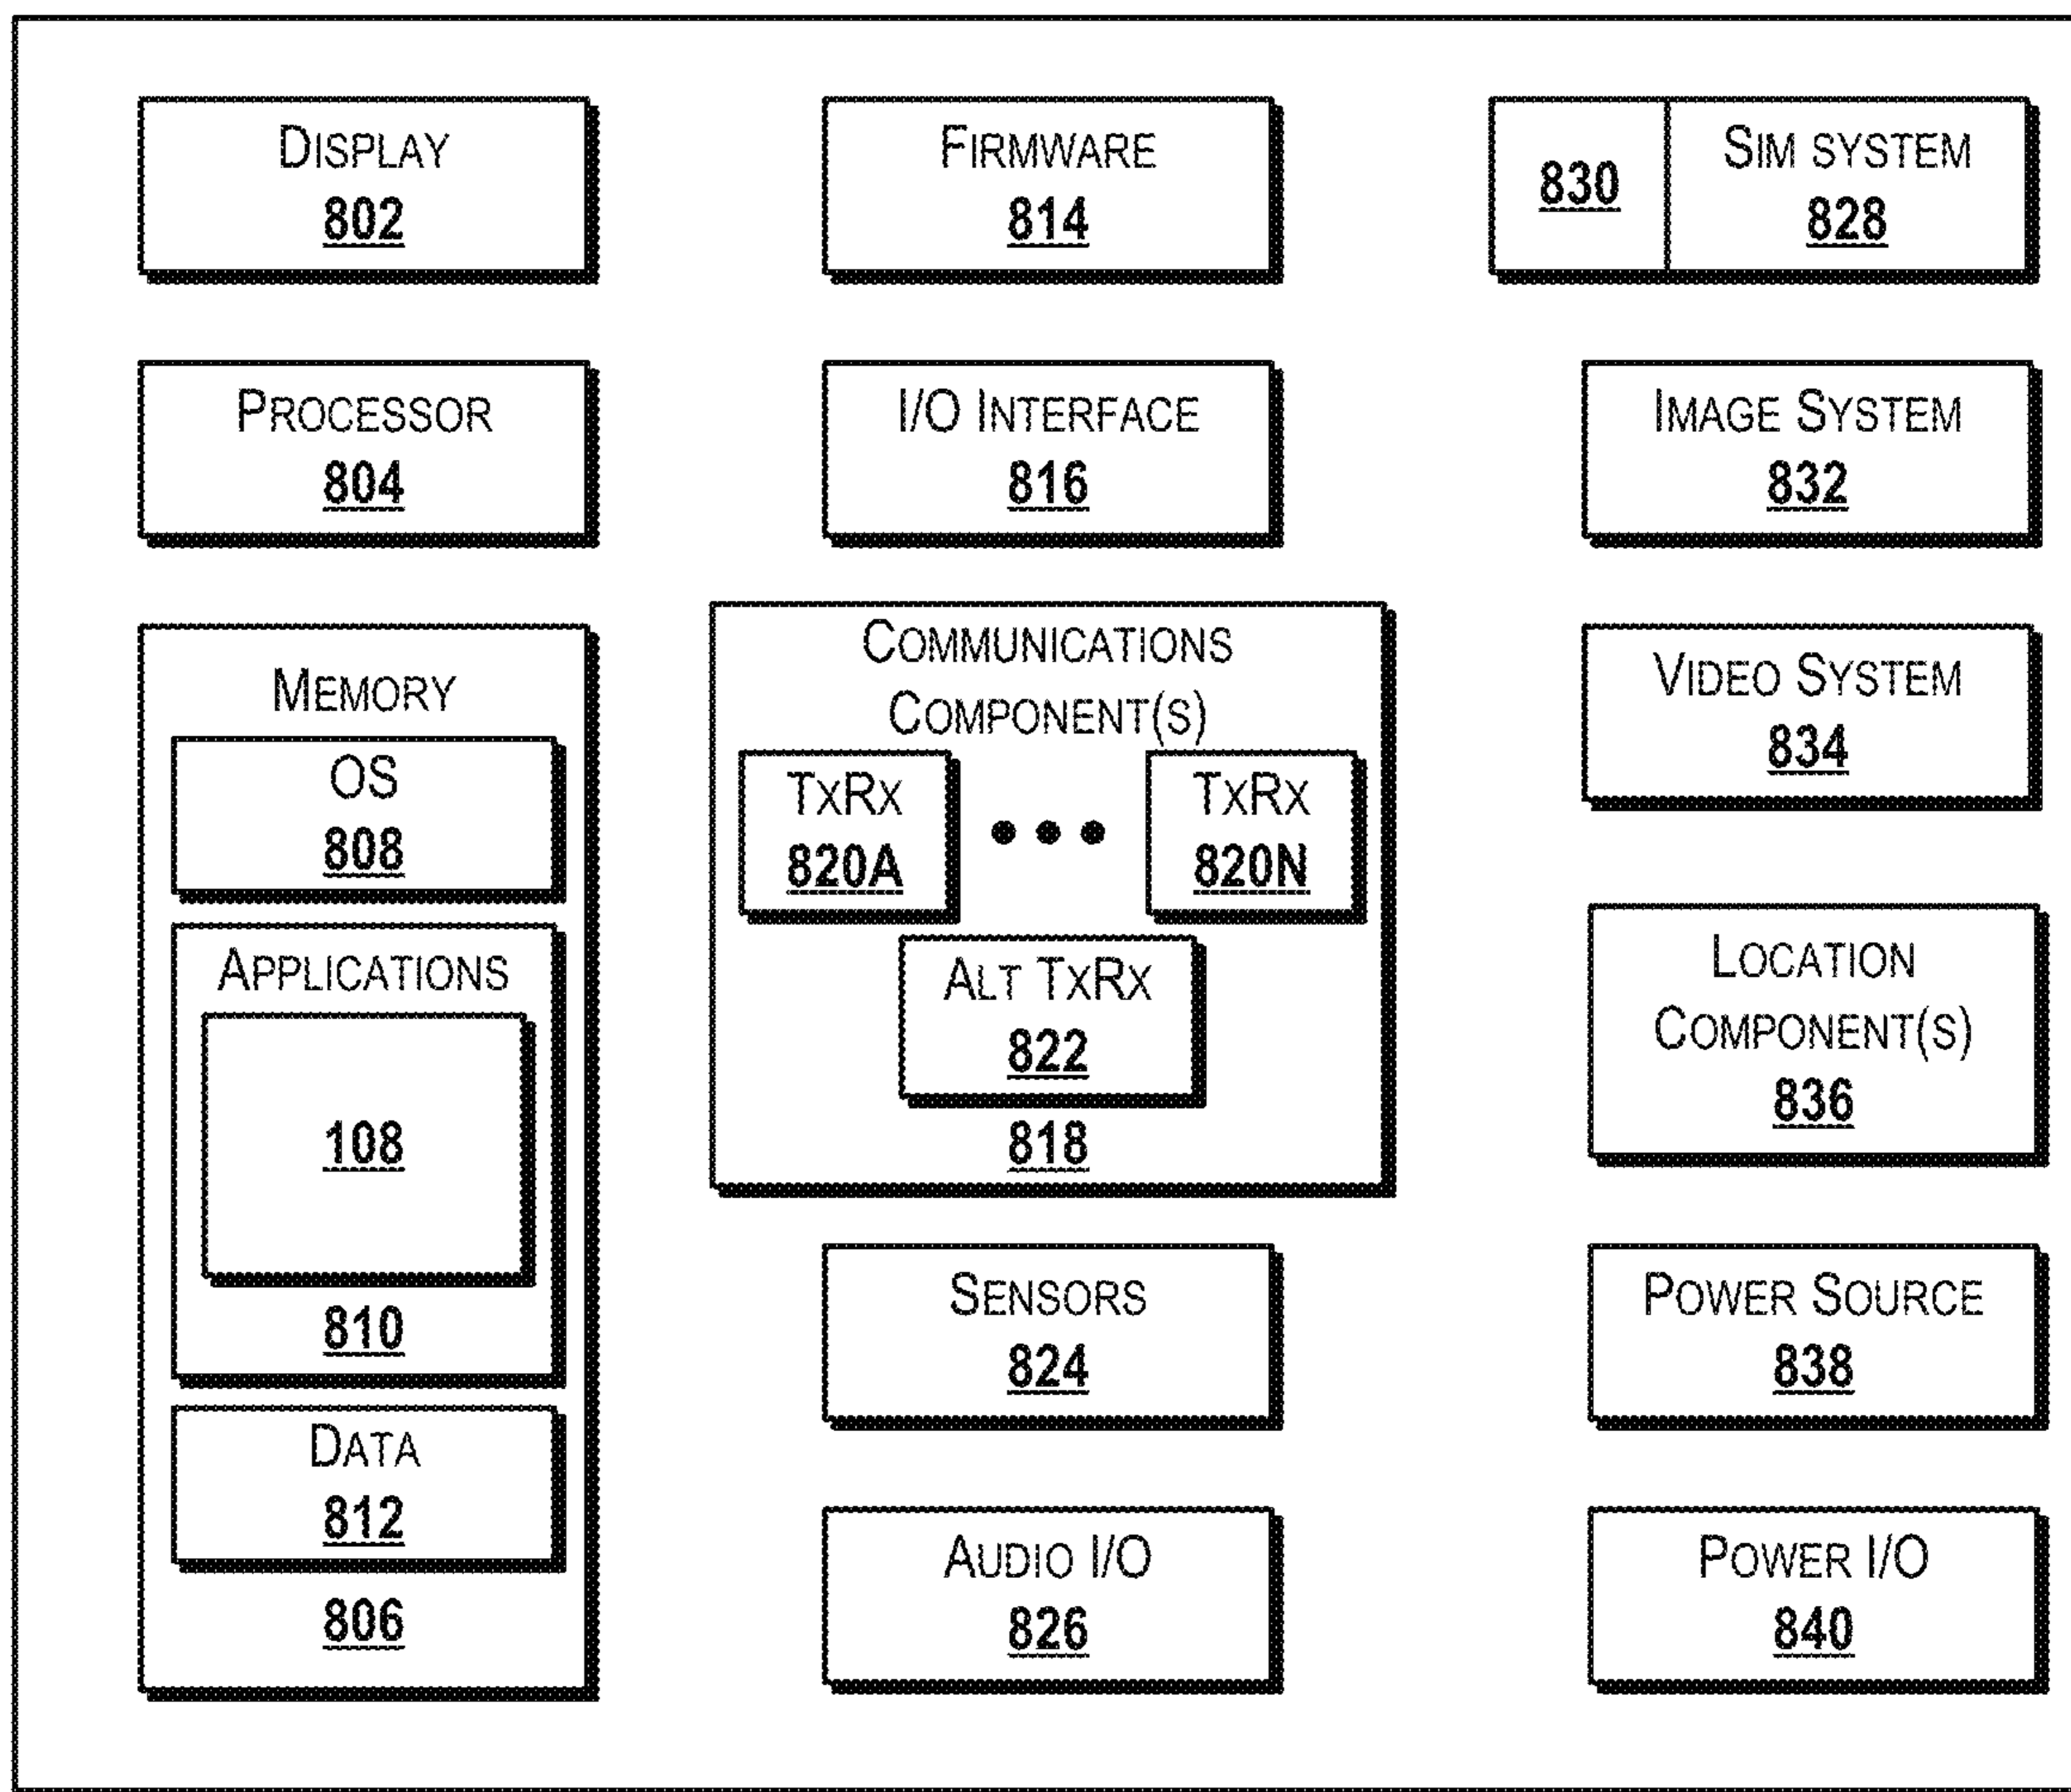 DISPLAY
802
PROCESSOR
804
MEMORY
OS
808
APPLICATIONS
108
810
DATA
812
806
FIRMWARE
814
I/O INTERFACE
816
COMMUNICATIONS
COMPONENT(S)
TXRX
820A
TXRX
820N
ALT TXRX
822
818
SENSORS
824
AUDIO I/O
826
830
SIM SYSTEM
828
IMAGE SYSTEM
832
VIDEO SYSTEM
834
LOCATION
COMPONENT(S)
836
POWER SOURCE
838
POWER I/O
840